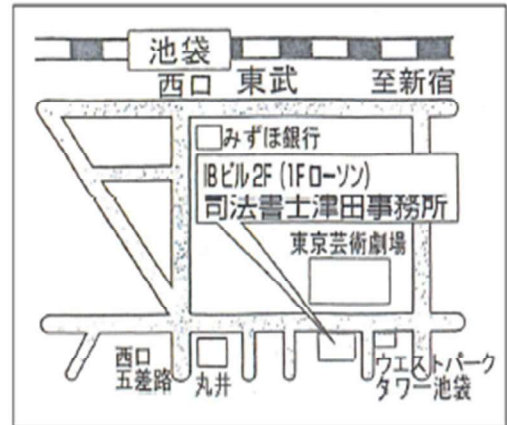 池袋
西口 東武 至新宿
みずほ銀行
IBビル2F (1Fローソン)
司法書士津田事務所
東京芸術劇場
西口
五差路
丸井
ウエストパーク
タワー池袋